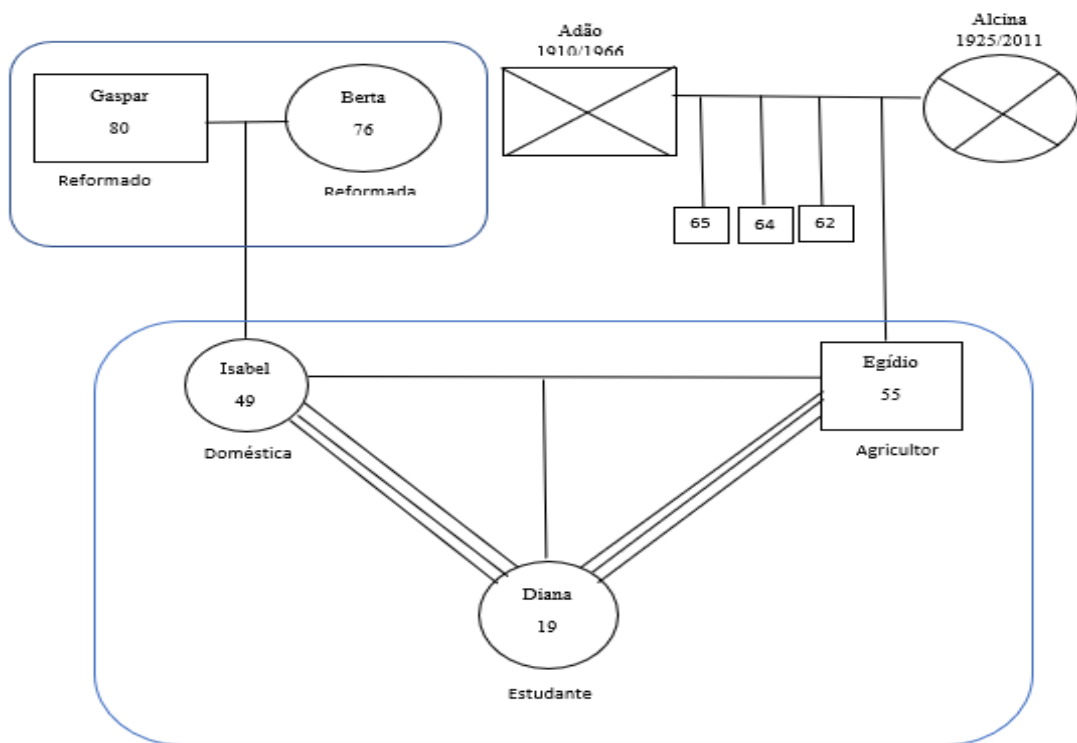 Adão
1910/1966
Alcina
1925/2011
Gaspar
80
Reformado
Berta
76
Reformada
65
64
62
Isabel
49
Doméstica
Egídio
55
Agricultor
Diana
19
Estudante